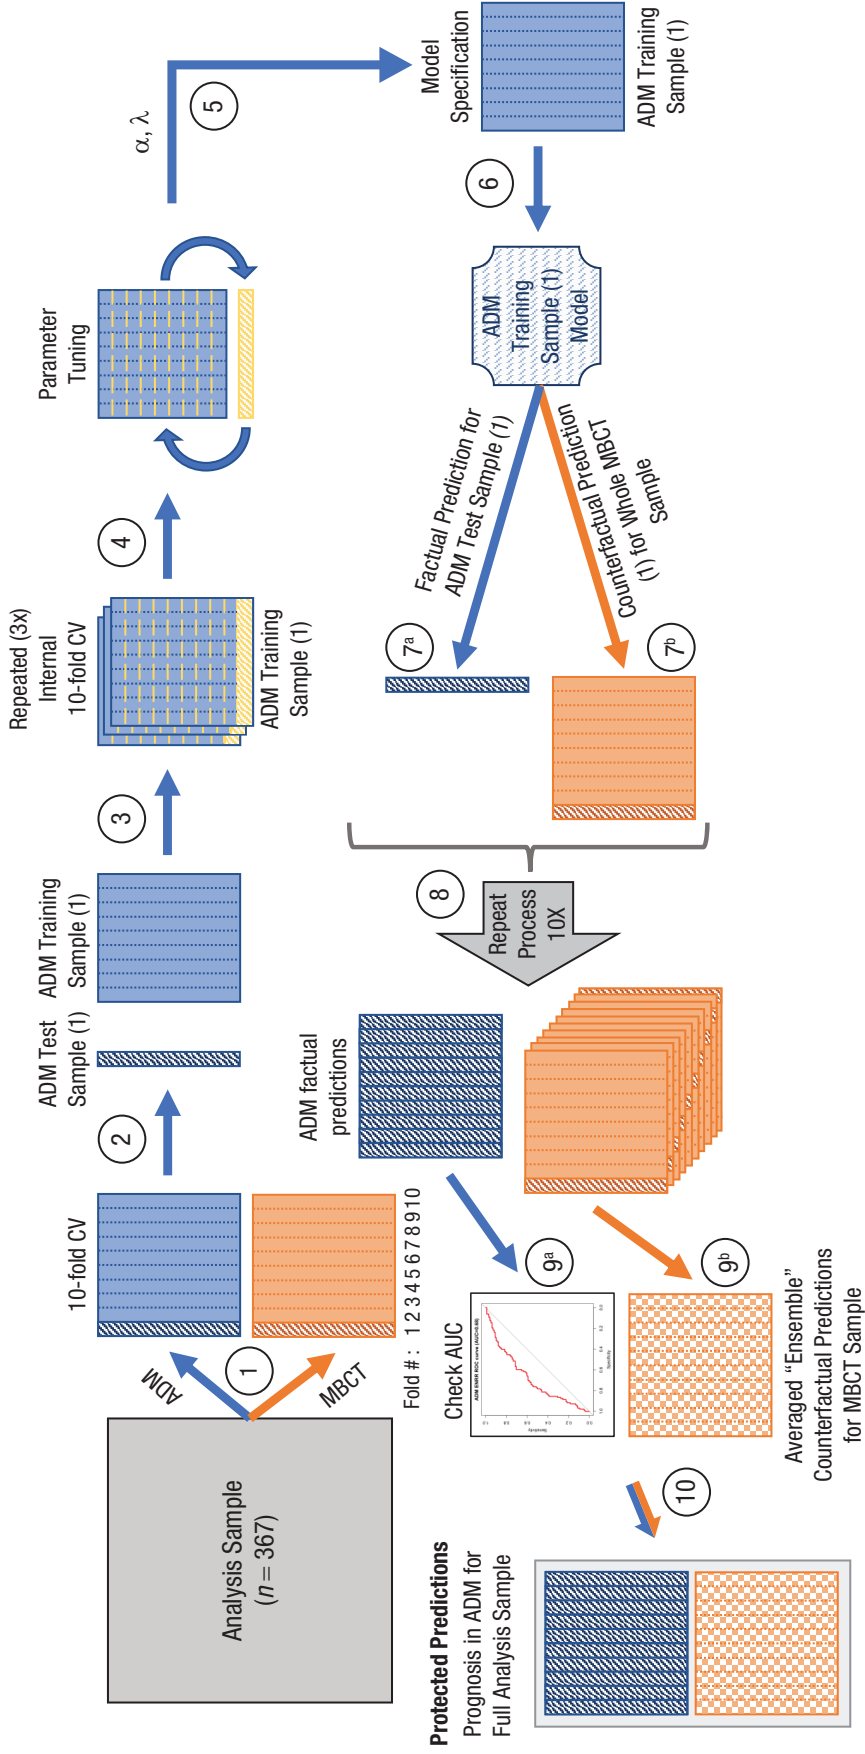 Analysis Sample
(n = 367)
ADM
MBCT
1
10-fold CV
Fold # : 1 2 3 4 5 6 7 8 9 10
2
ADM Test
Sample (1)
ADM Training
Sample (1)
3
Repeated (3x)
Internal
10-fold CV
ADM Training
Sample (1)
4
Parameter
Tuning
α, λ
5
Model
Specification
ADM Training
Sample (1)
6
ADM
Training
Sample (1)
Model
Factual Prediction for
ADM Test Sample (1)
Counterfactual Prediction
(1) for Whole MBCT
Sample
7a
7b
8
Repeat
Process
10X
ADM factual
predictions
9a
9b
Check AUC
Sensitivity
Specificity
Averaged “Ensemble”
Counterfactual Predictions
for MBCT Sample
10
Protected Predictions
Prognosis in ADM for
Full Analysis Sample